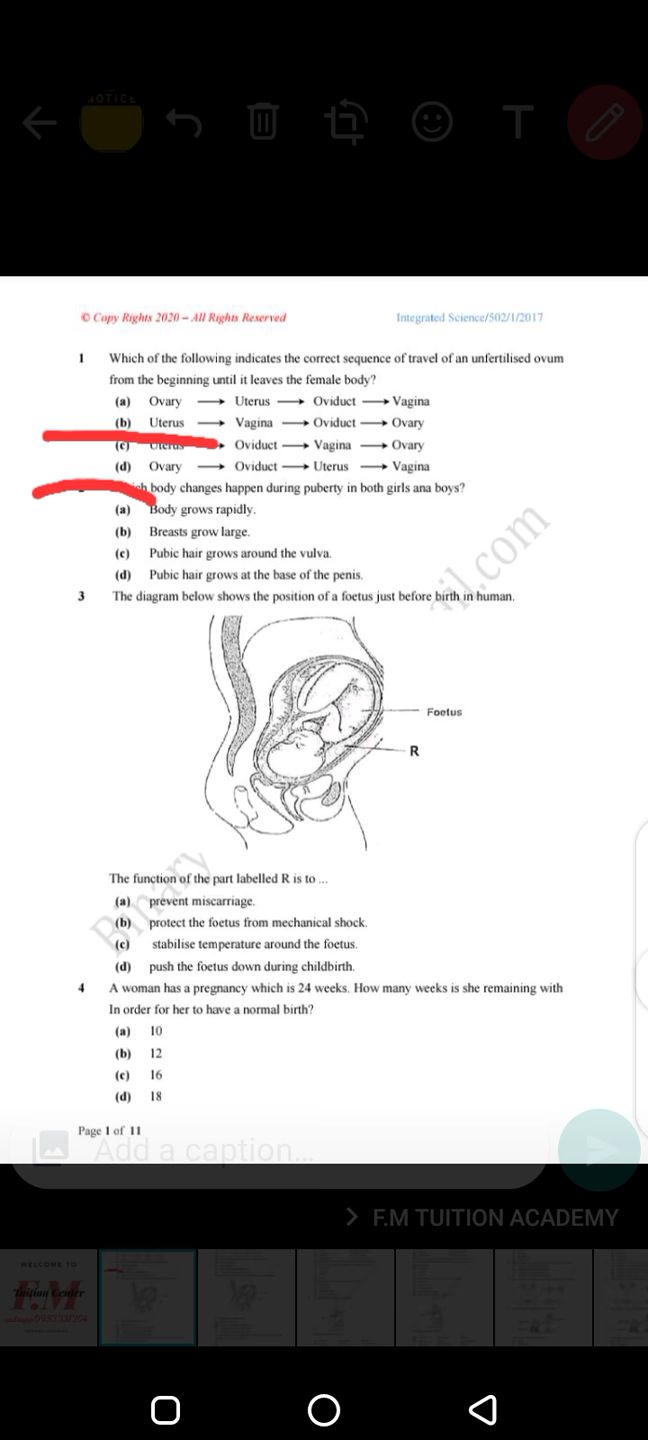 NOTICE
T
© Copy Rights 2020 – All Rights Reserved Integrated Science/502/1/2017
1 Which of the following indicates the correct sequence of travel of an unfertilised ovum
from the beginning until it leaves the female body?
(a) Ovary → Uterus → Oviduct → Vagina
(b) Uterus → Vagina → Oviduct → Ovary
(c) Uterus → Oviduct → Vagina → Ovary
(d) Ovary → Oviduct → Uterus → Vagina
body changes happen during puberty in both girls ana boys?
(a) Body grows rapidly.
(b) Breasts grow large.
(c) Pubic hair grows around the vulva.
(d) Pubic hair grows at the base of the penis.
3 The diagram below shows the position of a foetus just before birth in human.
Foetus
R
The function of the part labelled R is to ...
(a) prevent miscarriage.
(b) protect the foetus from mechanical shock.
(c) stabilise temperature around the foetus.
(d) push the foetus down during childbirth.
Binary
ail.com
4 A woman has a pregnancy which is 24 weeks. How many weeks is she remaining with
In order for her to have a normal birth?
(a) 10
(b) 12
(c) 16
(d) 18
Page 1 of 11
Add a caption...
> F.M TUITION ACADEMY
WELCOME TO
F.M
Tuition Center